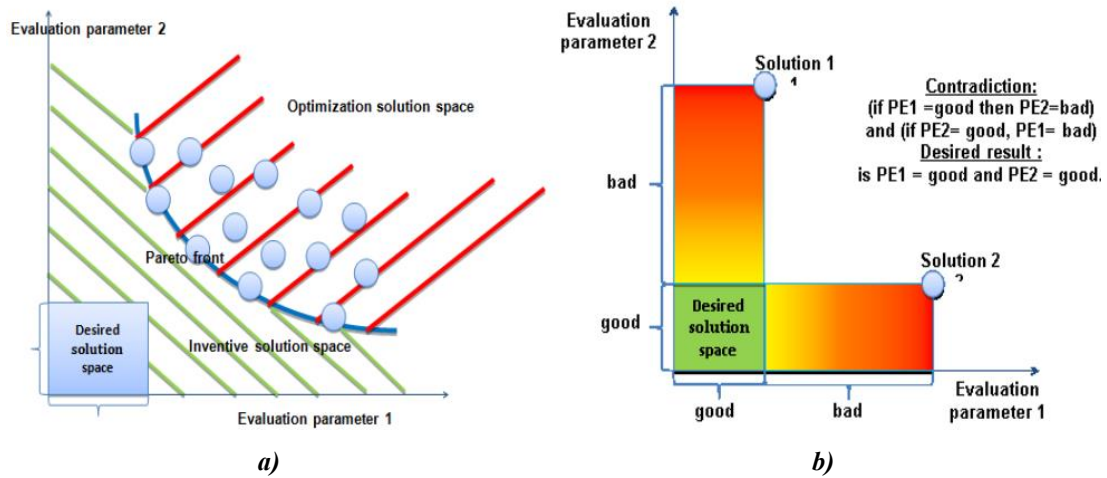 Evaluation parameter 2
Optimization solution space
Pareto front
Desired
solution
space
Inventive solution space
Evaluation parameter 1
a)
Evaluation
parameter 2
Solution 1
1
Contradiction:
(if PE1 =good then PE2=bad)
and (if PE2= good, PE1= bad)
Desired result :
is PE1 = good and PE2 = good.
bad
Solution 2
2
good
Desired
solution
space
Evaluation
parameter 1
good
bad
b)